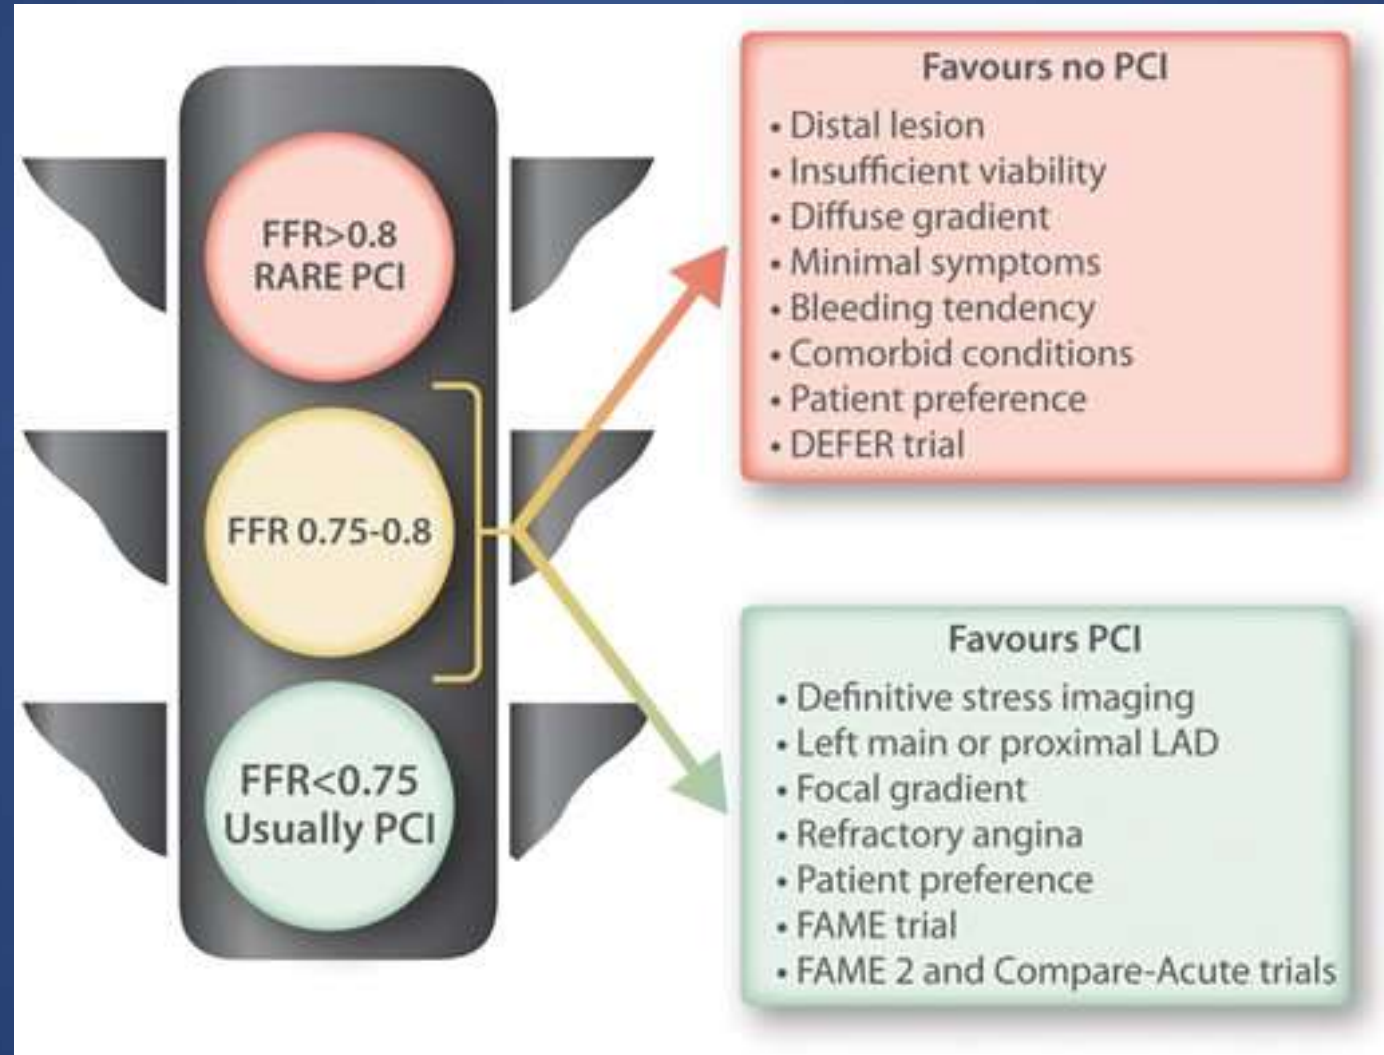 FFR>0.8
RARE PCI
FFR 0.75-0.8
FFR<0.75
Usually PCI
Favours no PCI
• Distal lesion
• Insufficient viability
• Diffuse gradient
• Minimal symptoms
• Bleeding tendency
• Comorbid conditions
• Patient preference
• DEFER trial
Favours PCI
• Definitive stress imaging
• Left main or proximal LAD
• Focal gradient
• Refractory angina
• Patient preference
• FAME trial
• FAME 2 and Compare-Acute trials